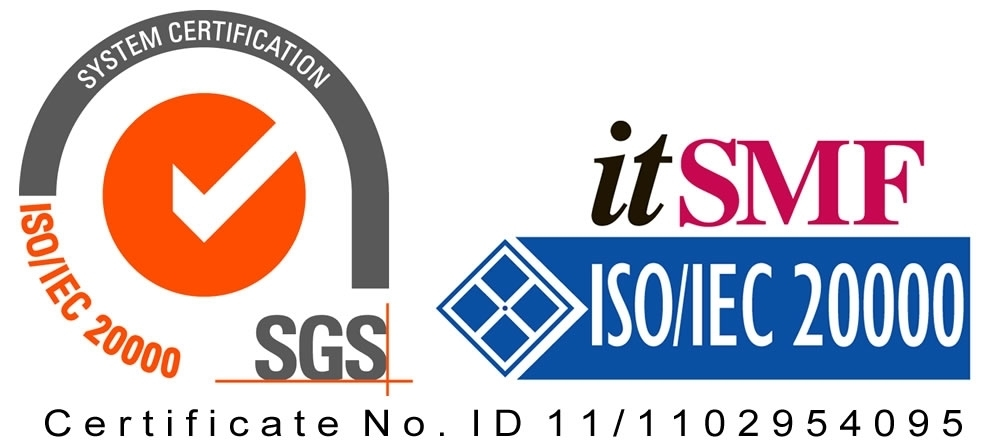 SYSTEM CERTIFICATION
ISO/IEC 20000
SGS
itSMF
ISO/IEC 20000
Certificate No. ID 11/1102954095